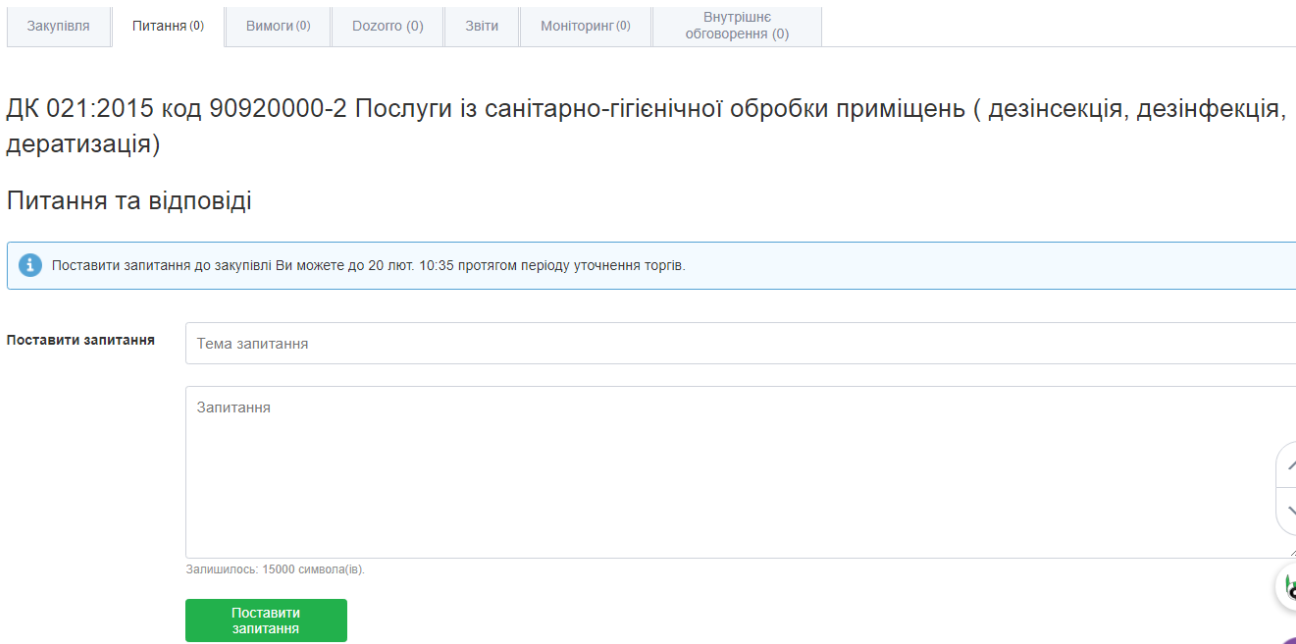 Закупівля
Питання (0)
Вимоги (0)
Dozorro (0)
Звіти
Моніторинг (0)
Внутрішнє
обговорення (0)
ДК 021:2015 код 90920000-2 Послуги із санітарно-гігієнічної обробки приміщень ( дезінсекція, дезінфекція,
дератизація)
Питання та відповіді
Поставити запитання до закупівлі Ви можете до 20 лют. 10:35 протягом періоду уточнення торгів.
Поставити запитання
Тема запитання
Запитання
Залишилось: 15000 символа(ів).
Поставити
запитання